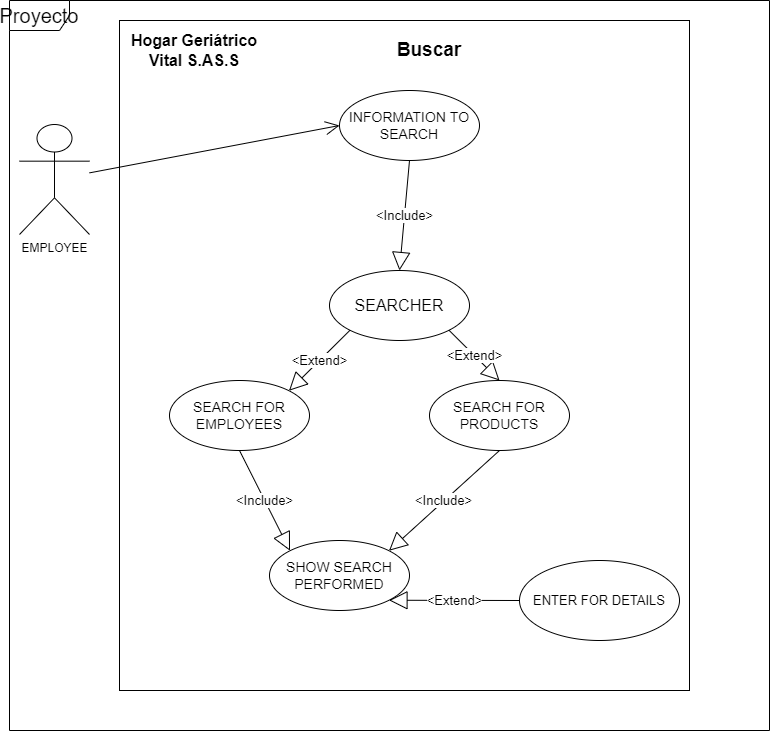 Proyecto
Hogar Geriátrico
Vital S.AS.S
Buscar
INFORMATION TO
SEARCH
<Include>
EMPLOYEE
SEARCHER
<Extend>
<Extend>
SEARCH FOR
EMPLOYEES
SEARCH FOR
PRODUCTS
<Include>
<Include>
SHOW SEARCH
PERFORMED
<Extend>
ENTER FOR DETAILS